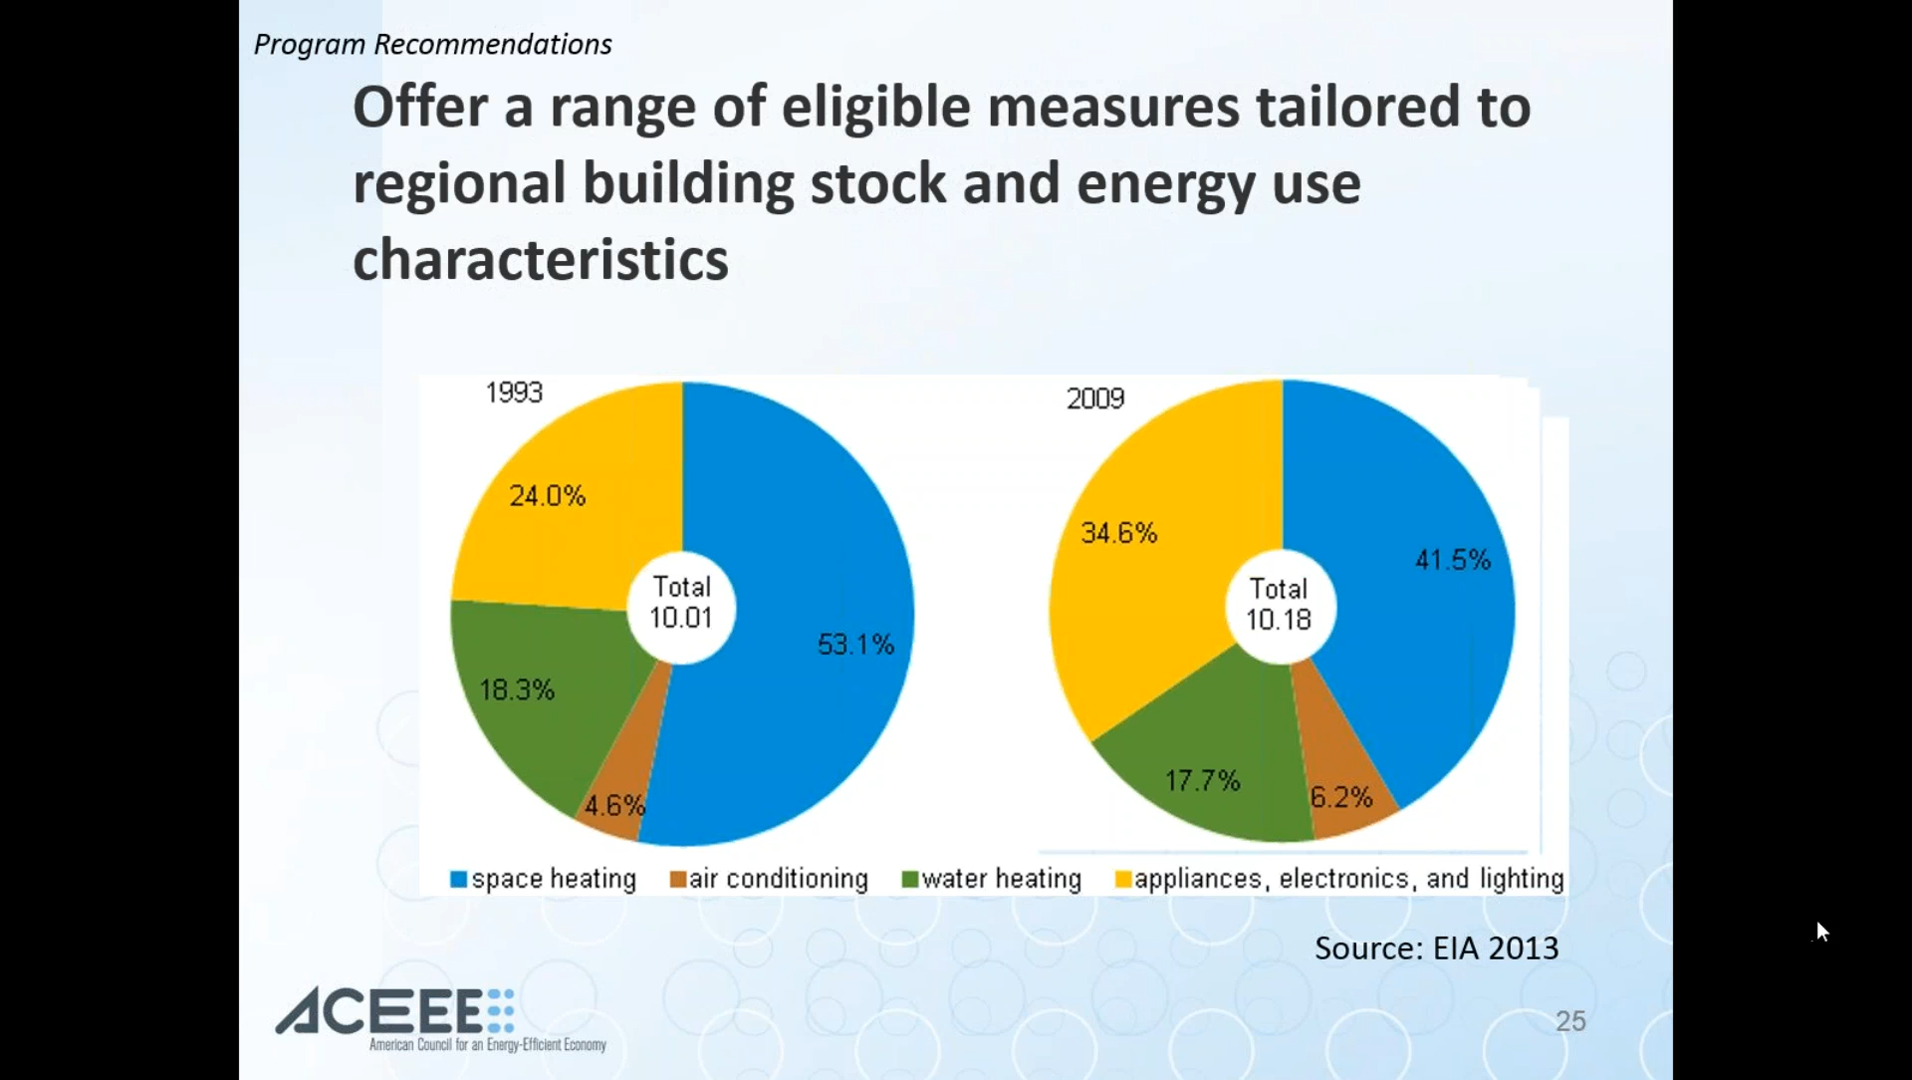 Program Recommendations
Offer a range of eligible measures tailored to
regional building stock and energy use
characteristics
1993
24.0%
Total
10.01
53.1%
18.3%
4.6%
2009
34.6%
41.5%
Total
10.18
17.7%
6.2%
space heating air conditioning water heating appliances, electronics, and lighting
Source: EIA 2013
ACEEE
American Council for an Energy-Efficient Economy
25